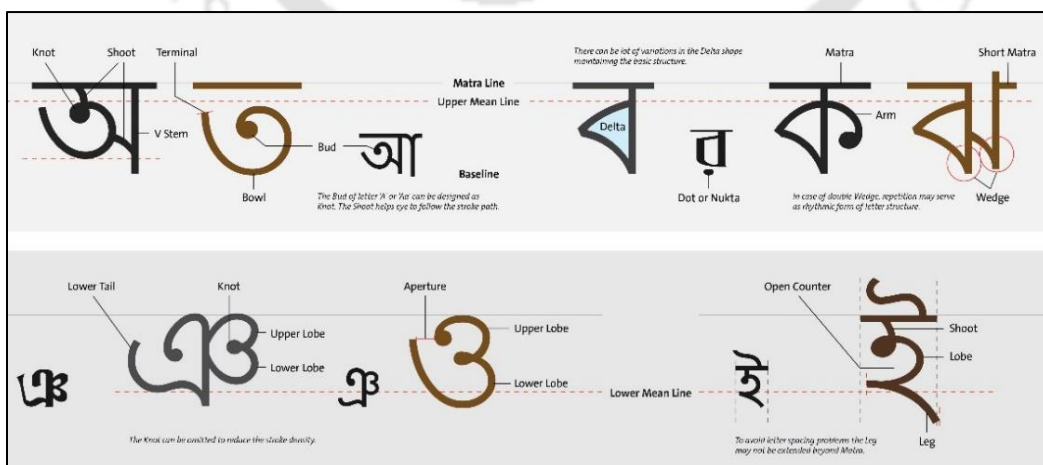 Knot Shoot Terminal
Matra Line
Upper Mean Line
V Stem
Bud
Baseline
Bowl
The Bud of letter 'A' or 'Aa' can be designed as
Knot. The Shoot helps eye to follow the stroke path.
অ ত আ
There can be lot of variations in the Delta shape
maintaining the basic structure.
Matra Short Matra
Delta
Arm
Dot or Nukta
Wedge
In case of double Wedge, repetition may serve
as rhythmic form of letter structure.
ব র ক ঝ
Lower Tail Knot Aperture
Upper Lobe Upper Lobe
Lower Lobe Lower Lobe
Lower Mean Line
The Knot can be omitted to reduce the stroke density.
ঞ ঞ ঞ ও
Open Counter
Shoot
Lobe
Leg
To avoid letter spacing problems the Leg
may not be extended beyond Matra.
ই ই